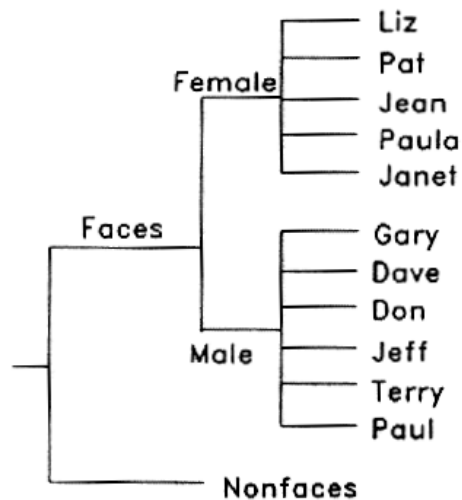 Liz
Pat
Female
Jean
Paula
Janet
Faces
Gary
Dave
Don
Male
Jeff
Terry
Paul
Nonfaces